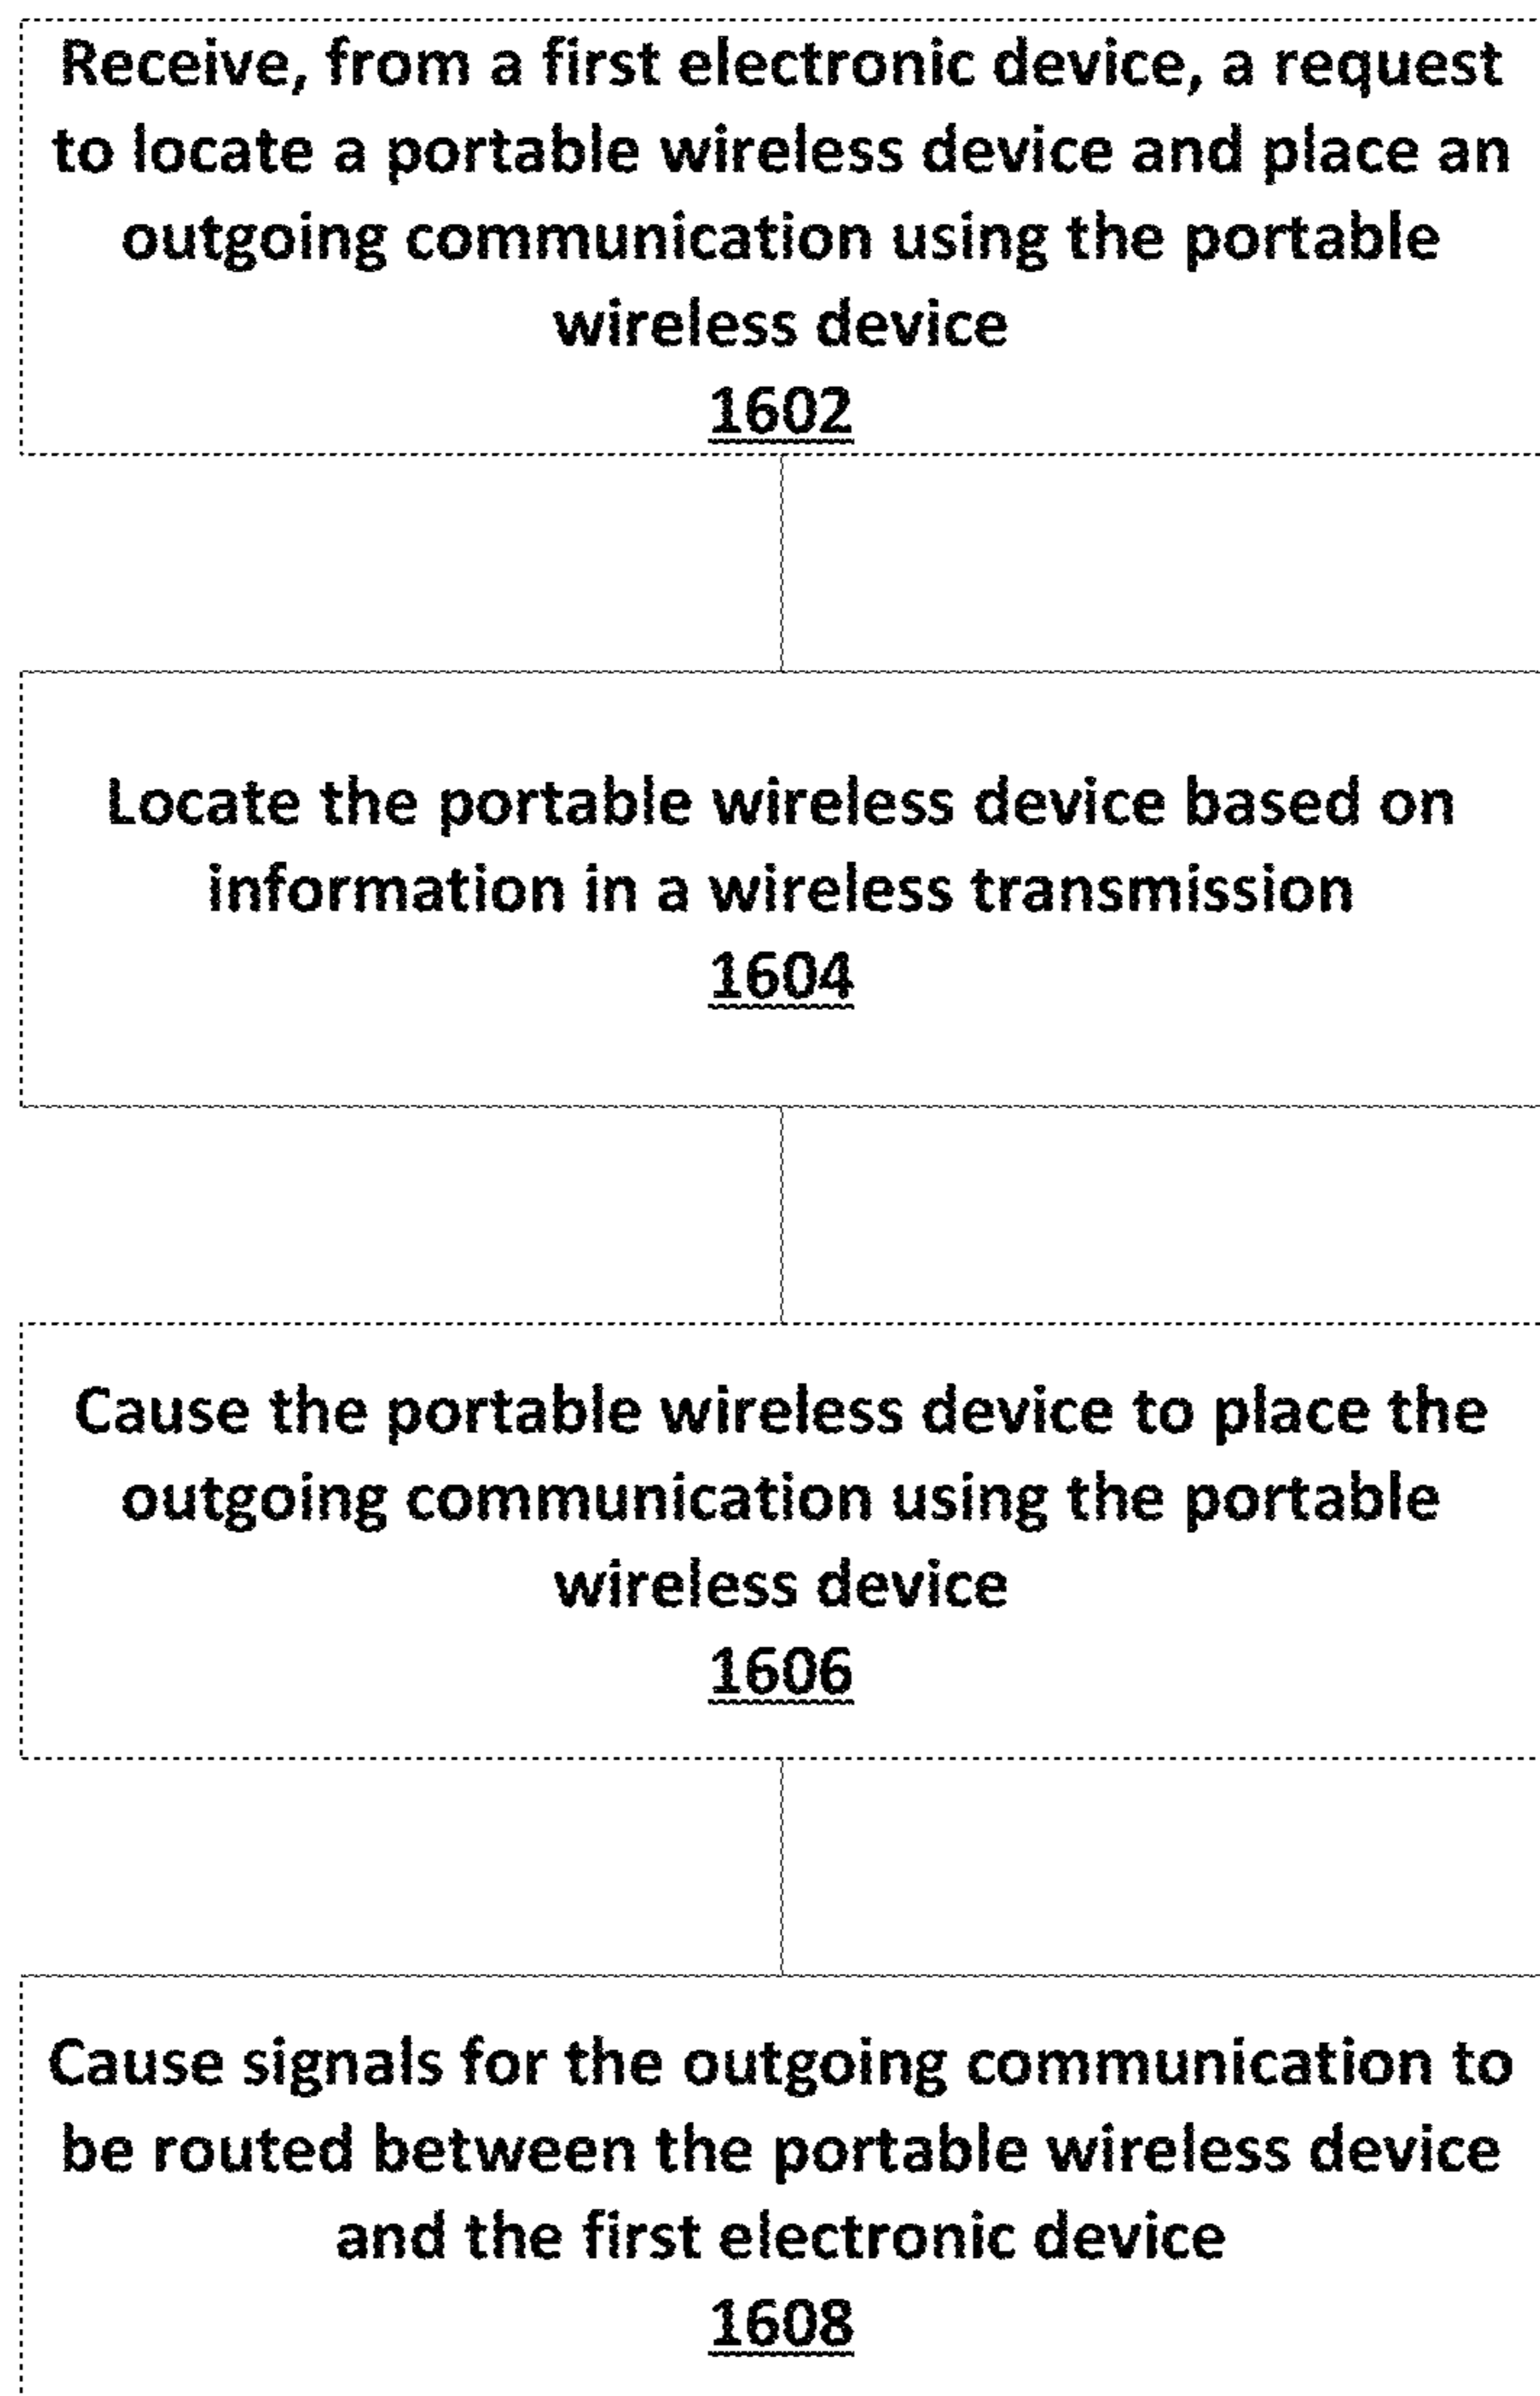 Receive, from a first electronic device, a request
to locate a portable wireless device and place an
outgoing communication using the portable
wireless device
1602
Locate the portable wireless device based on
information in a wireless transmission
1604
Cause the portable wireless device to place the
outgoing communication using the portable
wireless device
1606
Cause signals for the outgoing communication to
be routed between the portable wireless device
and the first electronic device
1608